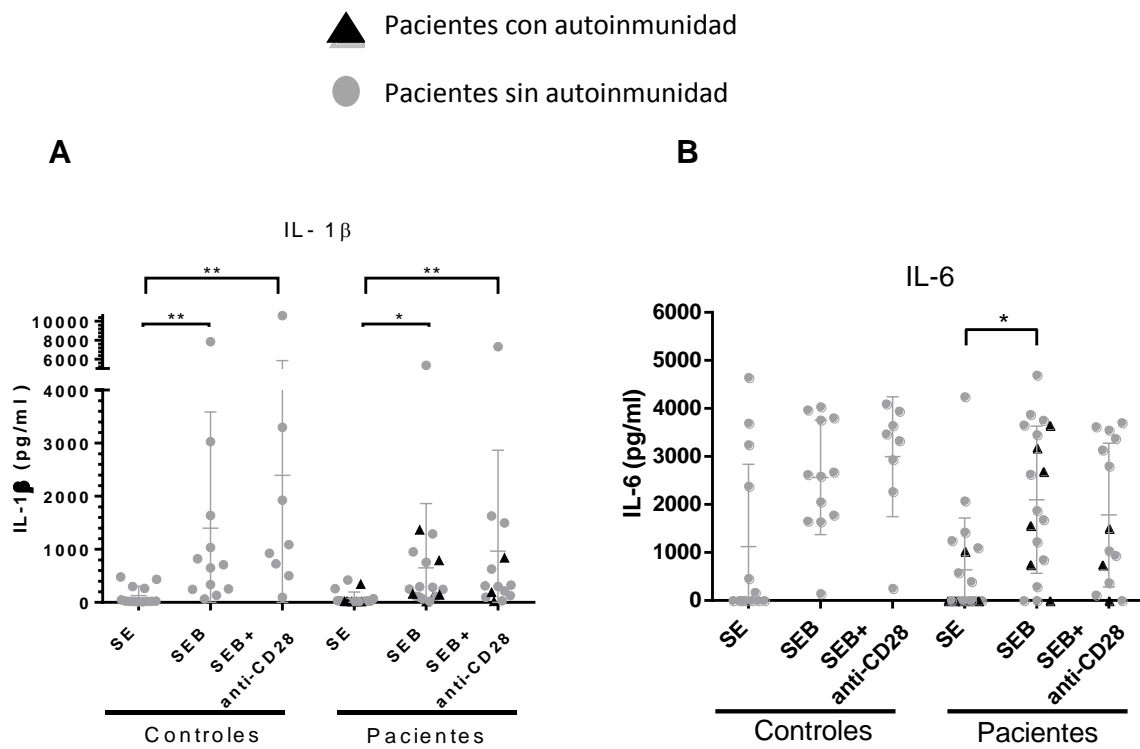 Pacientes con autoinmunidad
Pacientes sin autoinmunidad
A
B
IL- 1β
**
**
**
*
10000
8000
6000
4000
3000
2000
1000
0
IL-1β (pg/ml)
SE
SEB
SEB+
anti-CD28
SE
SEB
SEB+
anti-CD28
Controles
Pacientes
IL-6
*
6000
5000
4000
3000
2000
1000
0
IL-6 (pg/ml)
SE
SEB
SEB+
anti-CD28
SE
SEB
SEB+
anti-CD28
Controles
Pacientes